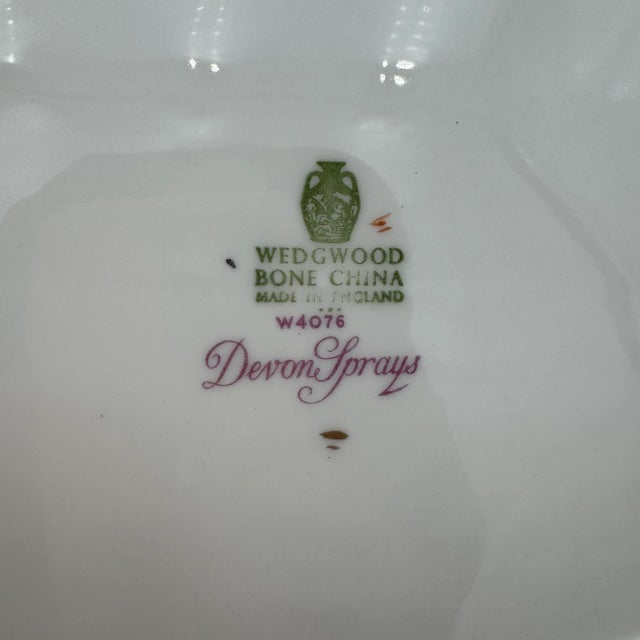 WEDGWOOD
BONE CHINA
MADE IN ENGLAND
W4076
Devon Sprays